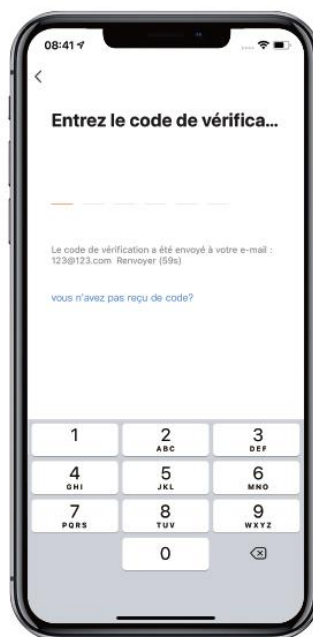 08:41
Entrez le code de vérifica...
Le code de vérification a été envoyé à votre e-mail :
123@123.com Renvoyer (59s)
vous n'avez pas reçu de code?
1
2
ABC
3
DEF
4
GHI
5
JKL
6
MNO
7
PQRS
8
TUV
9
WXYZ
0